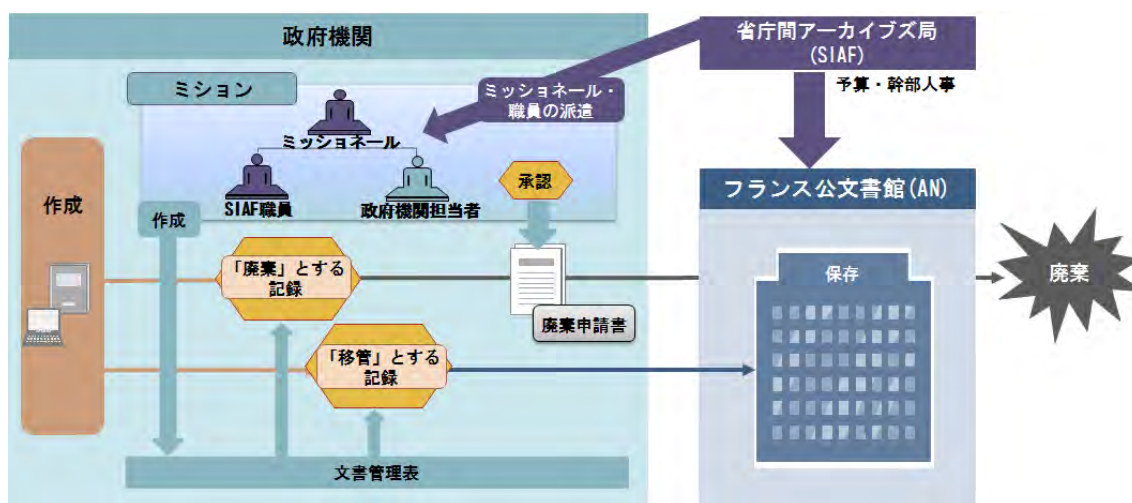 政府機関
省庁間アーカイブズ局
(SIAF)
ミション
ミッショネール・
職員の派遣
予算・幹部人事
ミッショネール
SIAF職員
政府機関担当者
承認
フランス公文書館(AN)
作成
作成
「廃棄」とする
記録
廃棄申請書
保存
廃棄
「移管」とする
記録
文書管理表